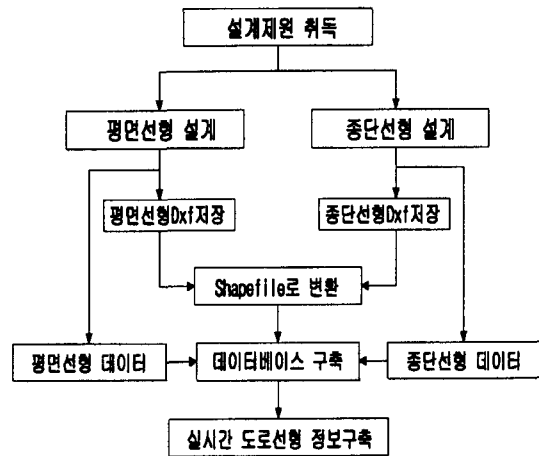 설계제원 취득
평면선형 설계
종단선형 설계
평면선형Dxf저장
종단선형Dxf저장
Shapefile로 변환
평면선형 데이터
데이터베이스 구축
종단선형 데이터
실시간 도로선형 정보구축